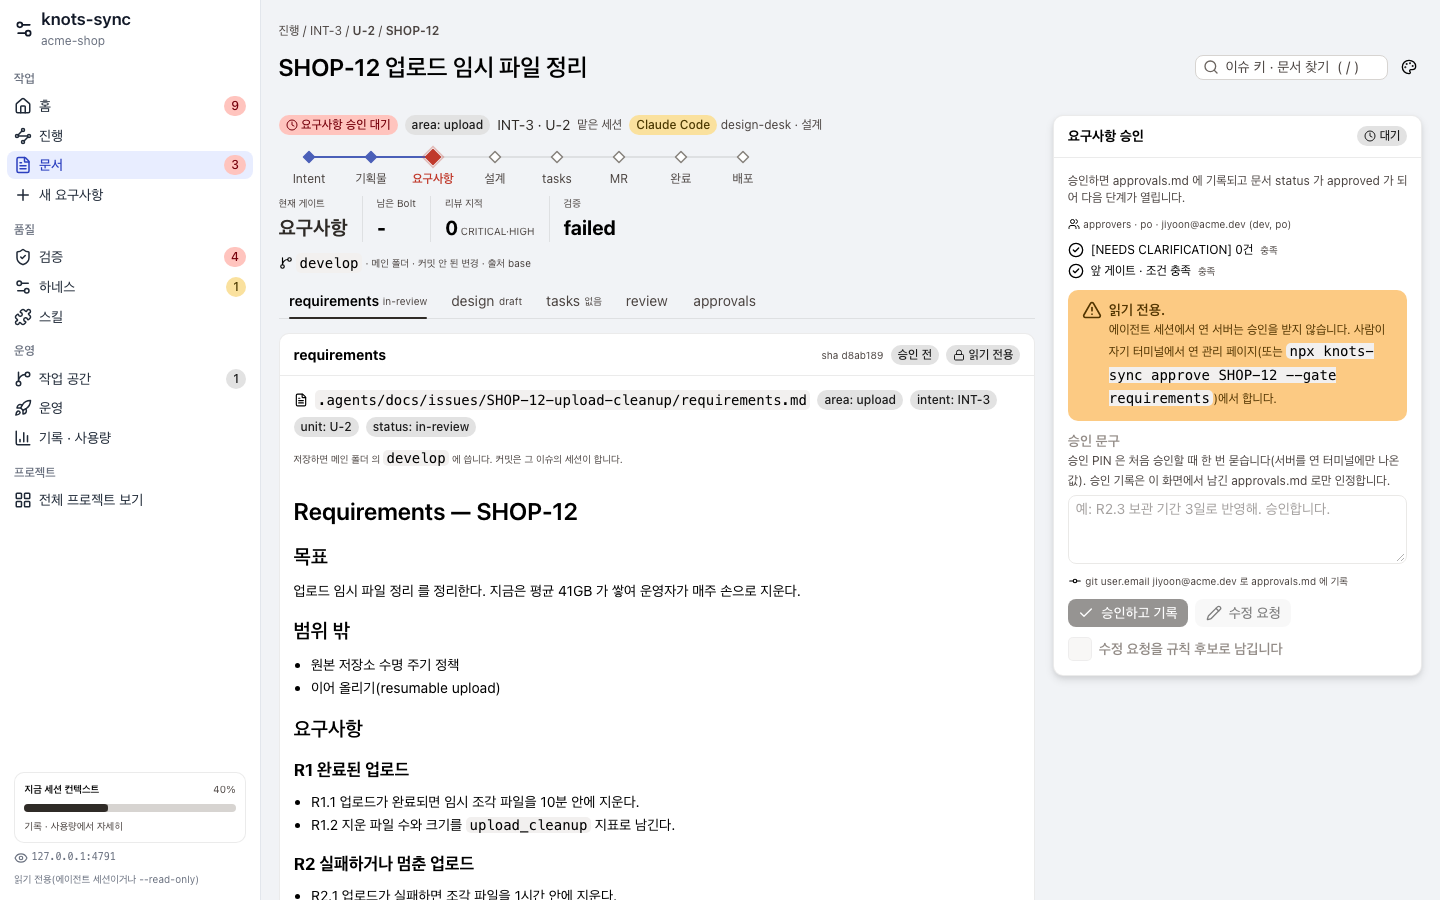 knots-sync
acme-shop
작업
홈 9
진행
문서 3
새 요구사항
품질
검증 4
하네스 1
스킬
운영
작업 공간 1
운영
기록 · 사용량
프로젝트
전체 프로젝트 보기
지금 세션 컨텍스트 40%
기록 · 사용량에서 자세히
127.0.0.1:4791
읽기 전용(에이전트 세션이거나 --read-only)
진행 / INT-3 / U-2 / SHOP-12
SHOP-12 업로드 임시 파일 정리
이슈 키 · 문서 찾기 ( / )
요구사항 승인 대기 area: upload INT-3 · U-2 맡은 세션 Claude Code design-desk · 설계
Intent 기획물 요구사항 설계 tasks MR 완료 배포
현재 게이트 남은 Bolt 리뷰 지적 검증
요구사항 - 0 CRITICAL·HIGH failed
develop · 메인 폴더 · 커밋 안 된 변경 · 출처 base
requirements in-review design draft tasks 없음 review approvals
requirements sha d8ab189 승인 전 읽기 전용
.agents/docs/issues/SHOP-12-upload-cleanup/requirements.md area: upload intent: INT-3
unit: U-2 status: in-review
저장하면 메인 폴더 의 develop 에 씁니다. 커밋은 그 이슈의 세션이 합니다.
Requirements — SHOP-12
목표
업로드 임시 파일 정리 를 정리한다. 지금은 평균 41GB 가 쌓여 운영자가 매주 손으로 지운다.
범위 밖
• 원본 저장소 수명 주기 정책
• 이어 올리기(resumable upload)
요구사항
R1 완료된 업로드
• R1.1 업로드가 완료되면 임시 조각 파일을 10분 안에 지운다.
• R1.2 지운 파일 수와 크기를 upload_cleanup 지표로 남긴다.
R2 실패하거나 멈춘 업로드
• R2.1 업로드가 실패하면 조각 파일을 1시간 안에 지운다.
요구사항 승인 대기
승인하면 approvals.md 에 기록되고 문서 status 가 approved 가 되
어 다음 단계가 열립니다.
approvers · po · jiyoon@acme.dev (dev, po)
[NEEDS CLARIFICATION] 0건 충족
앞 게이트 · 조건 충족 충족
읽기 전용.
에이전트 세션에서 연 서버는 승인을 받지 않습니다. 사람이
자기 터미널에서 연 관리 페이지(또는 npx knots-
sync approve SHOP-12 --gate
requirements)에서 합니다.
승인 문구
승인 PIN 은 처음 승인할 때 한 번 묻습니다(서버를 연 터미널에만 나온
값). 승인 기록은 이 화면에서 남긴 approvals.md 로만 인정합니다.
예: R2.3 보관 기간 3일로 반영해. 승인합니다.
git user.email jiyoon@acme.dev 로 approvals.md 에 기록
승인하고 기록 수정 요청
수정 요청을 규칙 후보로 남깁니다